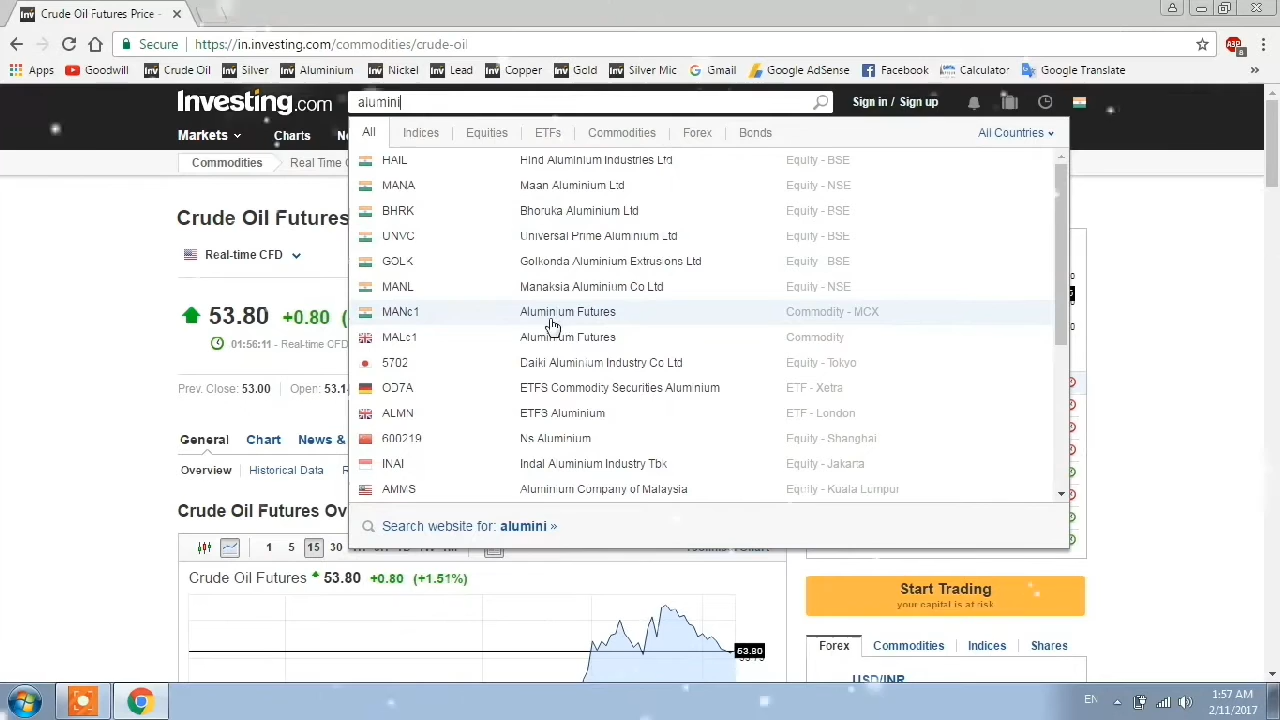 Crude Oil Futures Price -
Secure https://in.investing.com/commodities/crude-oil
Apps Goodwill Crude Oil Silver Aluminium Nickel Lead Copper Gold Silver Mic Gmail Google AdSense Facebook Calculator Google Translate »
Investing.com alumini Sign in / Sign up
Markets Charts
All Indices Equities ETFs Commodities Forex Bonds All Countries
Commodities Real Time
HAIL Hind Aluminium Industries Ltd Equity - BSE
MANA Maan Aluminium Ltd Equity - NSE
BHRK Bhoruka Aluminium Ltd Equity - BSE
UNVC Universal Prime Aluminium Ltd Equity - BSE
GOLK Golkonda Aluminium Extrusions Ltd Equity - BSE
MANL Manaksia Aluminium Co Ltd Equity - NSE
MANc1 Aluminium Futures Commodity - MCX
MALc1 Aluminum Futures Commodity
5702 Daiki Aluminium Industry Co Ltd Equity - Tokyo
OD7A ETFS Commodity Securities Aluminium ETF - Xetra
ALMN ETFS Aluminium ETF - London
600219 Ns Aluminium Equity - Shanghai
INAI Indal Aluminium Industry Tbk Equity - Jakarta
AMMS Aluminium Company of Malaysia Equity - Kuala Lumpur
Search website for: alumini »
Crude Oil Futures
Real-time CFD
53.80 +0.80 (
01:56:11 - Real-time CFD
Prev. Close: 53.00 Open: 53.1
General Chart News &
Overview Historical Data
Crude Oil Futures Ov
1 5 15 30
Crude Oil Futures 53.80 +0.80 (+1.51%)
53.80
Start Trading
your capital is at risk
Forex Commodities Indices Shares
USD/INR
EN
1:57 AM
2/11/2017